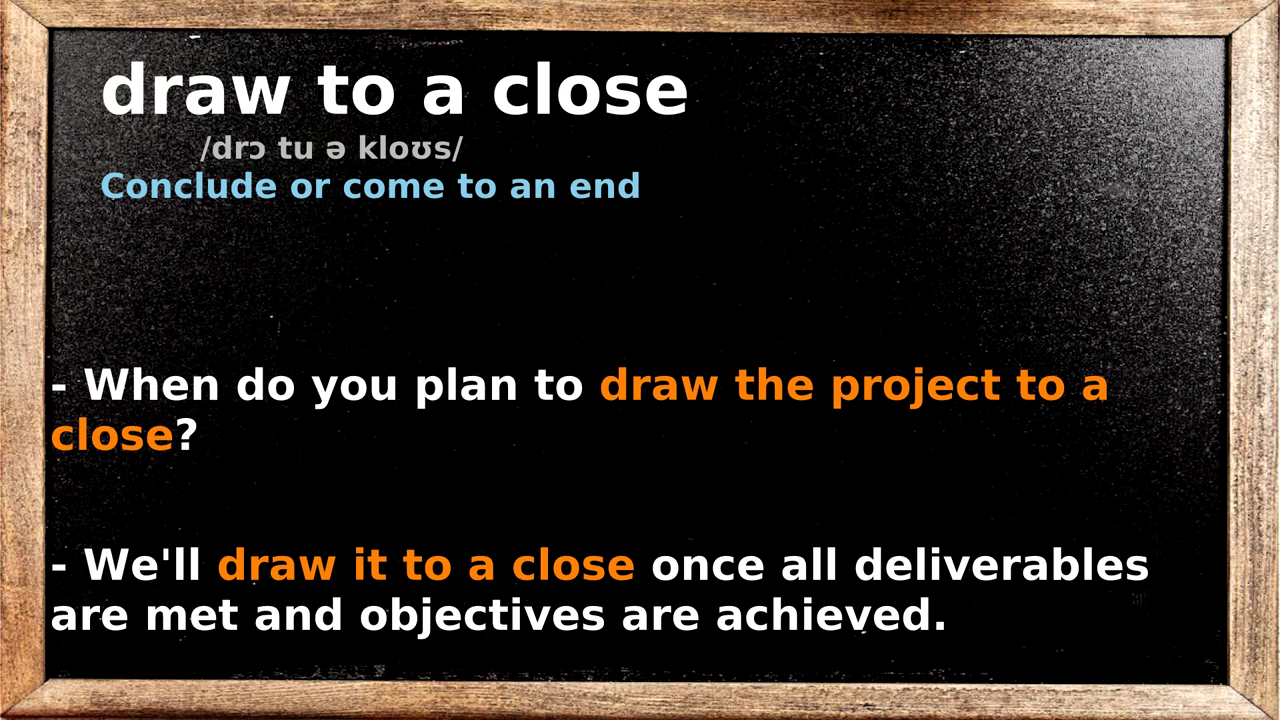 draw to a close
/drɔ tu ə kloʊs/
Conclude or come to an end
- When do you plan to draw the project to a
close?
- We'll draw it to a close once all deliverables
are met and objectives are achieved.